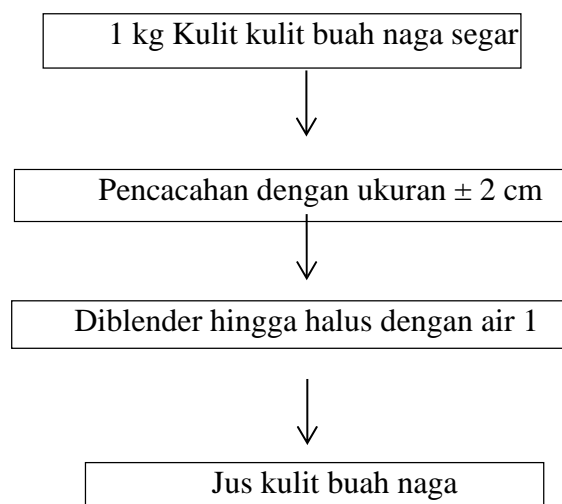 1 kg Kulit kulit buah naga segar
Pencacahan dengan ukuran ± 2 cm
Diblender hingga halus dengan air 1
Jus kulit buah naga